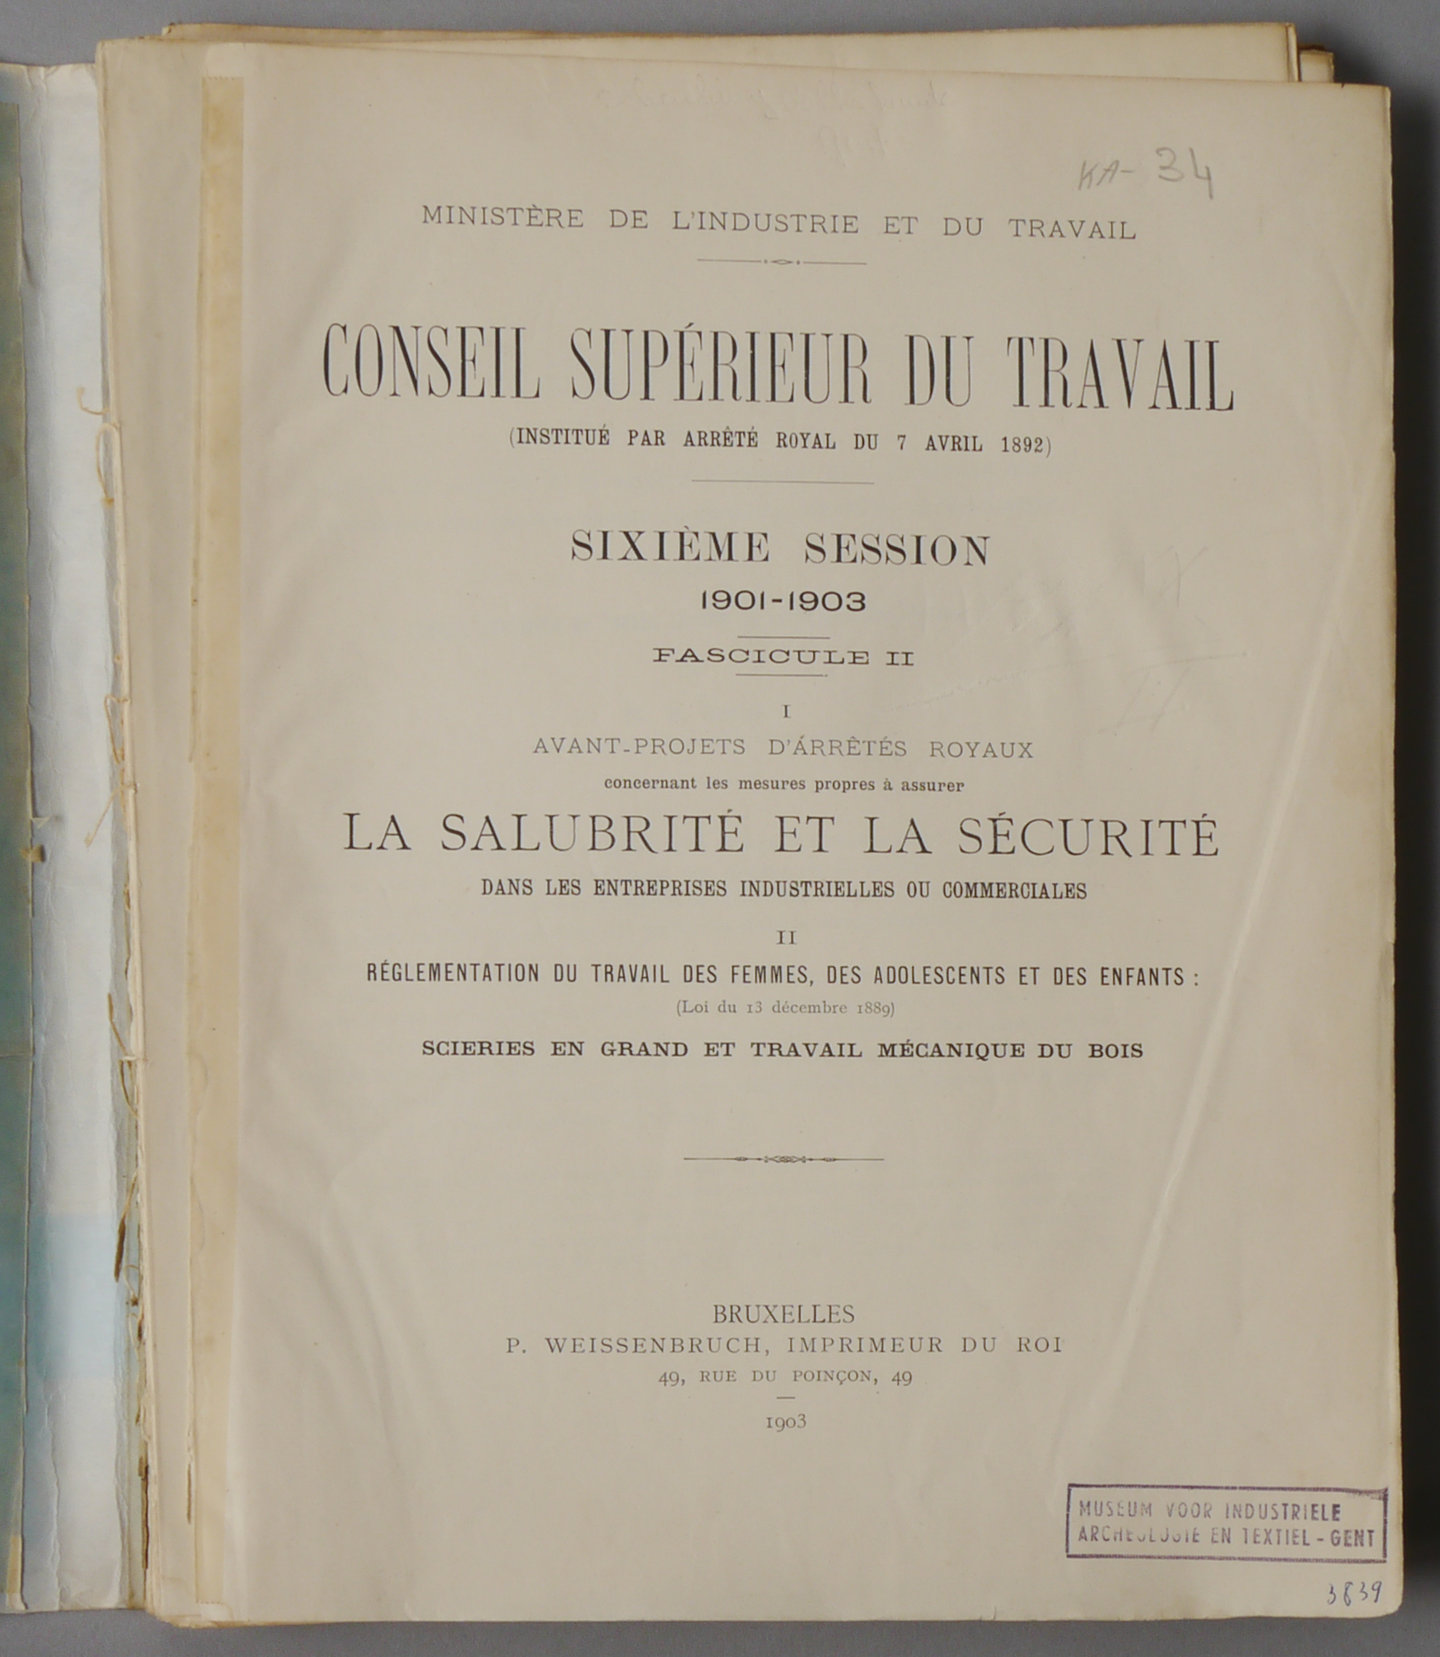 KA- 34
MINISTÈRE DE L'INDUSTRIE ET DU TRAVAIL
CONSEIL SUPÉRIEUR DU TRAVAIL
(INSTITUÉ PAR ARRÊTÉ ROYAL DU 7 AVRIL 1892)
SIXIÈME SESSION
1901-1903
FASCICULE II
I
AVANT-PROJETS D'ÁRRÊTÉS ROYAUX
concernant les mesures propres à assurer
LA SALUBRITÉ ET LA SÉCURITÉ
DANS LES ENTREPRISES INDUSTRIELLES OU COMMERCIALES
II
RÉGLEMENTATION DU TRAVAIL DES FEMMES, DES ADOLESCENTS ET DES ENFANTS :
(Loi du 13 décembre 1889)
SCIERIES EN GRAND ET TRAVAIL MÉCANIQUE DU BOIS
BRUXELLES
P. WEISSENBRUCH, IMPRIMEUR DU ROI
49, RUE DU POINÇON, 49
1903
MUSEUM VOOR INDUSTRIELE
ARCHEOLOGIE EN TEXTIEL - GENT
3839